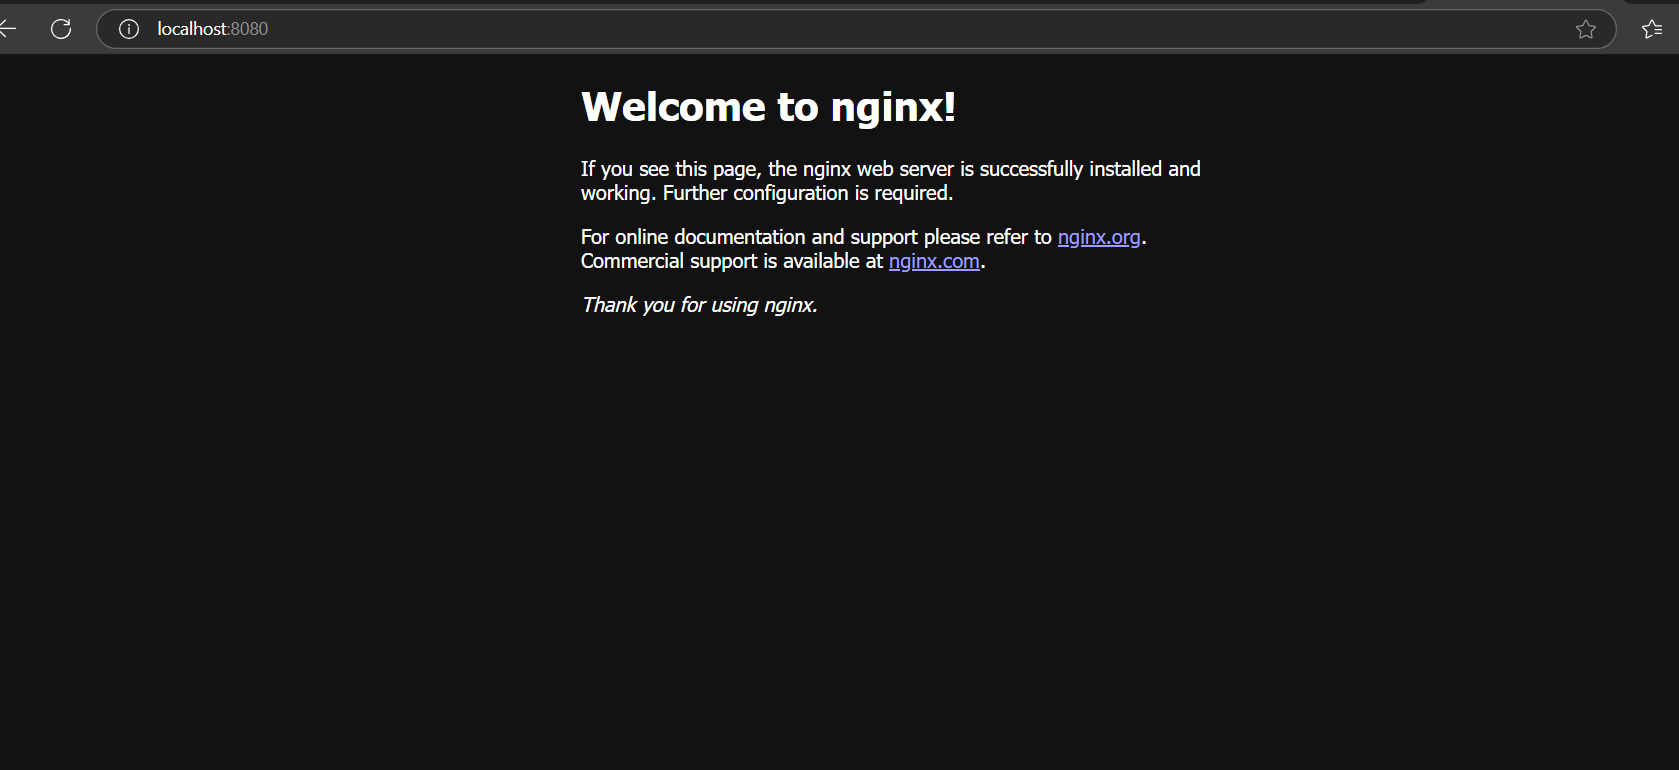 localhost:8080
Welcome to nginx!
If you see this page, the nginx web server is successfully installed and
working. Further configuration is required.
For online documentation and support please refer to nginx.org.
Commercial support is available at nginx.com.
Thank you for using nginx.